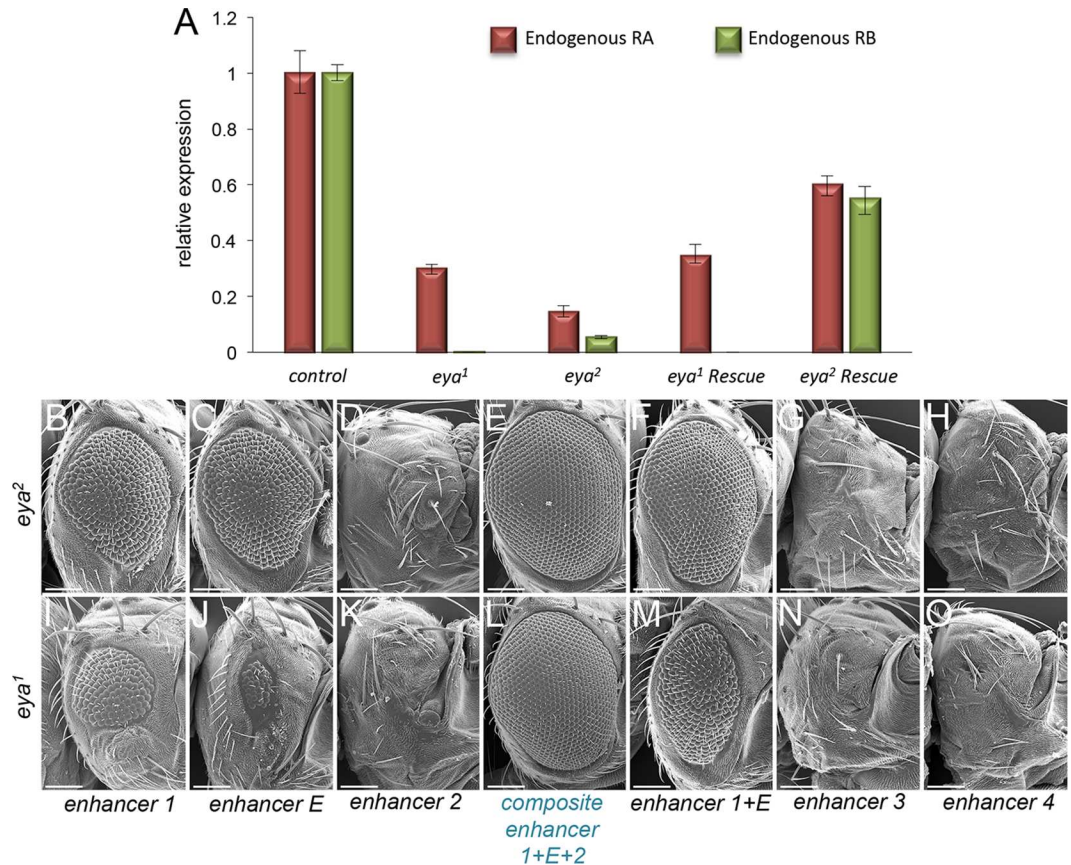 A
1.2
1
0.8
0.6
0.4
0.2
0
relative expression
Endogenous RA
Endogenous RB
control
eya¹
eya²
eya¹ Rescue
eya² Rescue
B
C
D
E
F
G
H
eya²
I
J
K
L
M
N
O
eya¹
enhancer 1
enhancer E
enhancer 2
composite
enhancer
1+E+2
enhancer 1+E
enhancer 3
enhancer 4